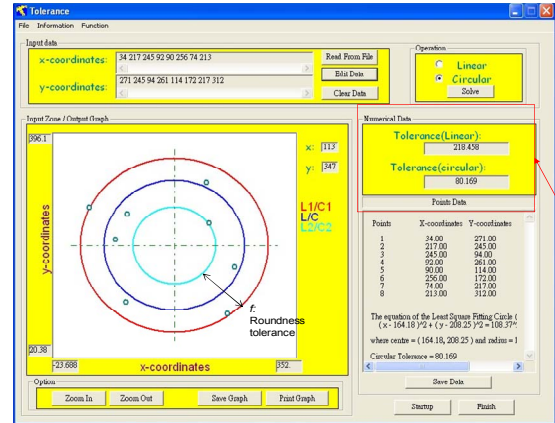 Tolerance
File Information Function
Input data
x-coordinates:
34 217 245 92 90 256 74 213
y-coordinates:
271 245 94 261 114 172 217 312
Read From File
Edit Data
Clear Data
Operation
Linear
Circular
Solve
Input Zone / Output Graph
396.1
y-coordinates
20.38
-23.688
x-coordinates
352.
x: 113
y: 347
L1/C1
L/C
L2/C2
f:
Roundness
tolerance
Option
Zoom In
Zoom Out
Save Graph
Print Graph
Numerical Data
Tolerance(Linear):
218.458
Tolerance(circular):
80.169
Points Data
Points X-coordinates Y-coordinates
1 34.00 271.00
2 217.00 245.00
3 245.00 94.00
4 92.00 261.00
5 90.00 114.00
6 256.00 172.00
7 74.00 217.00
8 213.00 312.00
The equation of the Least Square Fitting Circle (
( x - 164.18 )^2 + ( y - 208.25 )^2 = 108.37^
where centre = ( 164.18, 208.25 ) and radius = 1
Circular Tolerance = 80.169
Save Data
Startup
Finish